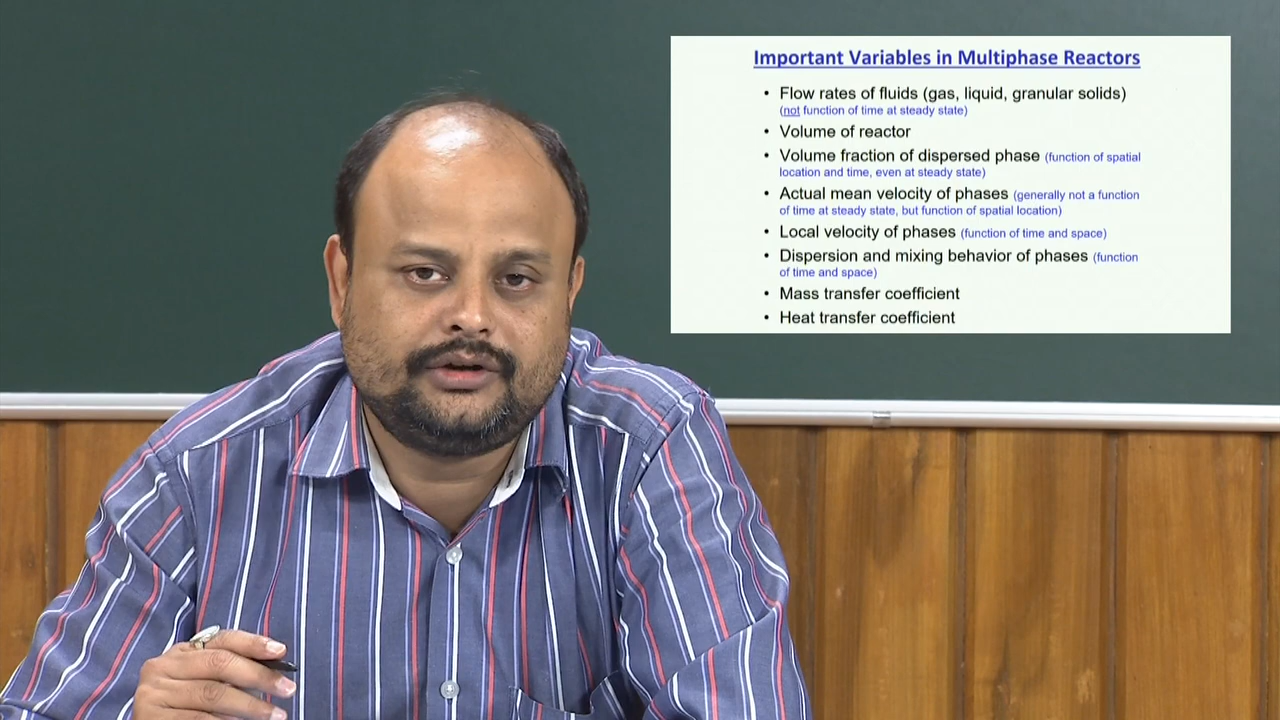 Important Variables in Multiphase Reactors
• Flow rates of fluids (gas, liquid, granular solids)
(not function of time at steady state)
• Volume of reactor
• Volume fraction of dispersed phase (function of spatial
location and time, even at steady state)
• Actual mean velocity of phases (generally not a function
of time at steady state, but function of spatial location)
• Local velocity of phases (function of time and space)
• Dispersion and mixing behavior of phases (function
of time and space)
• Mass transfer coefficient
• Heat transfer coefficient